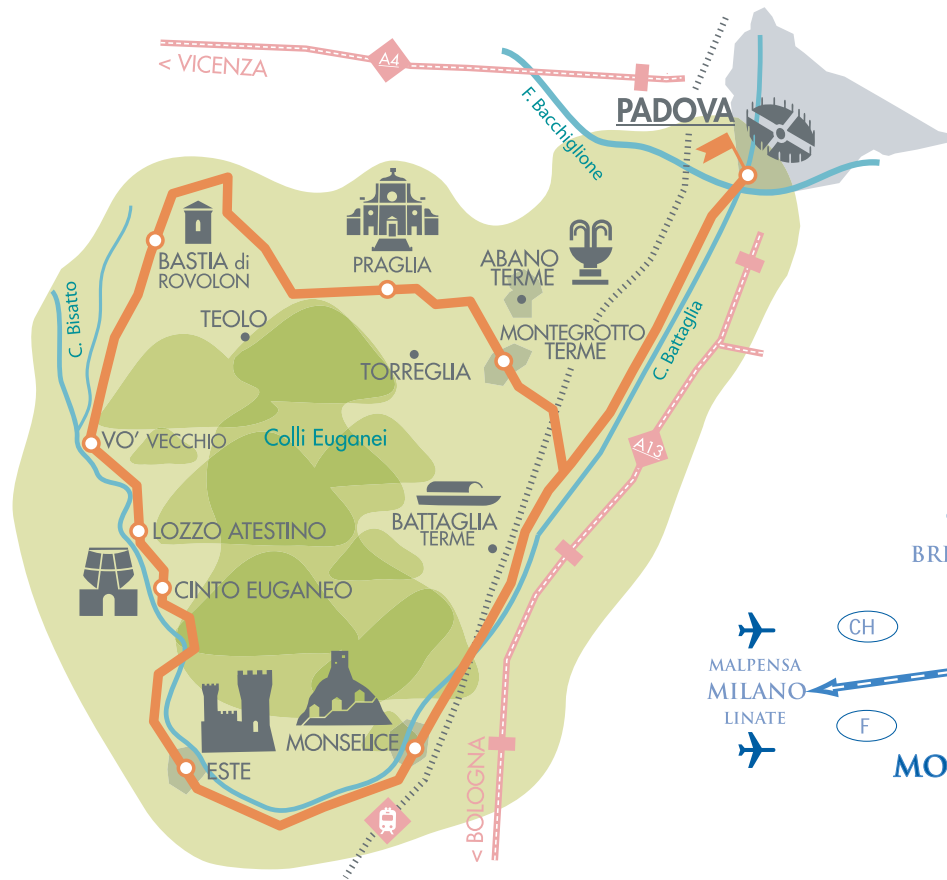 < VICENZA
A4
F. Bacchiglione
PADOVA
BASTIA di
ROVOLON
PRAGLIA
ABANO
TERME
C. Bisatto
TEOLO
MONTEGROTTO
TERME
TORREGLIA
C. Battaglia
VO' VECCHIO
Colli Euganei
A13
BATTAGLIA
TERME
LOZZO ATESTINO
CINTO EUGANEO
MONSELICE
ESTE
< BOLOGNA
BRE
CH
MALPENSA
MILANO
LINATE
F
MO